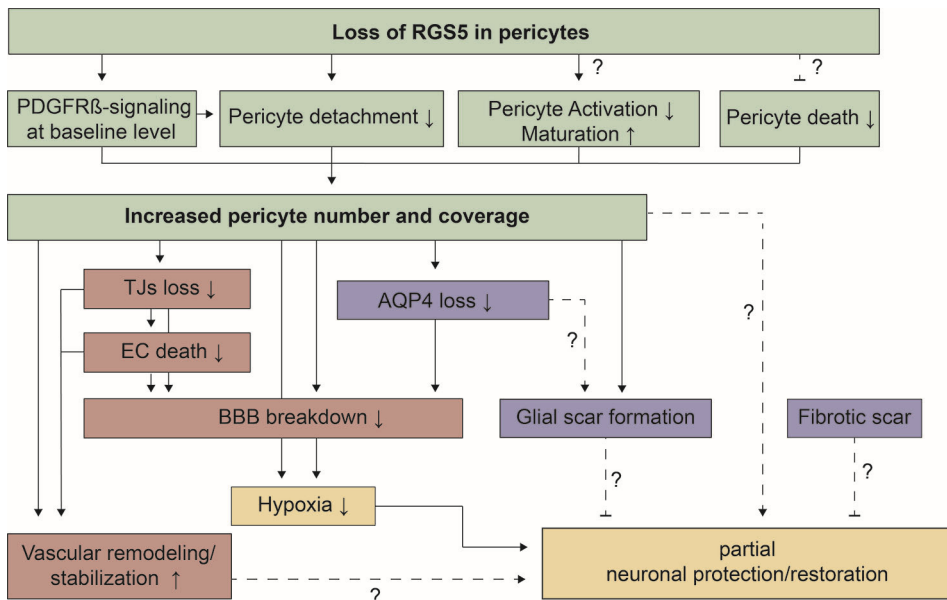 Loss of RGS5 in pericytes
? ?
PDGFRß-signaling
at baseline level
Pericyte detachment ↓
Pericyte Activation ↓
Maturation ↑
Pericyte death ↓
Increased pericyte number and coverage
TJs loss ↓
AQP4 loss ↓
?
?
EC death ↓
BBB breakdown ↓
Glial scar formation
Fibrotic scar
? ?
Hypoxia ↓
Vascular remodeling/
stabilization ↑
partial
neuronal protection/restoration
?